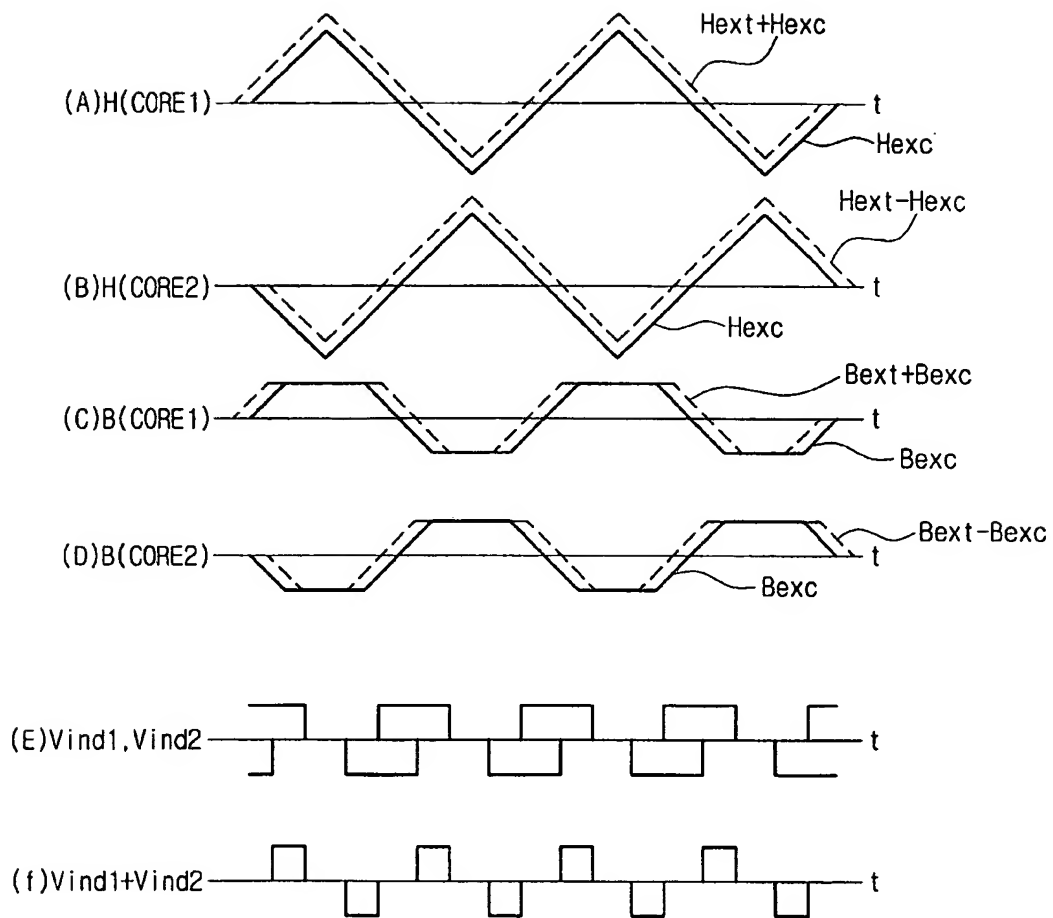 Hext+Hexc
(A)H(CORE1)
t
Hexc
Hext-Hexc
(B)H(CORE2)
t
Hexc
Bext+Bexc
(C)B(CORE1)
t
Bexc
Bext-Bexc
(D)B(CORE2)
t
Bexc
(E)Vind1,Vind2
t
(f)Vind1+Vind2
t